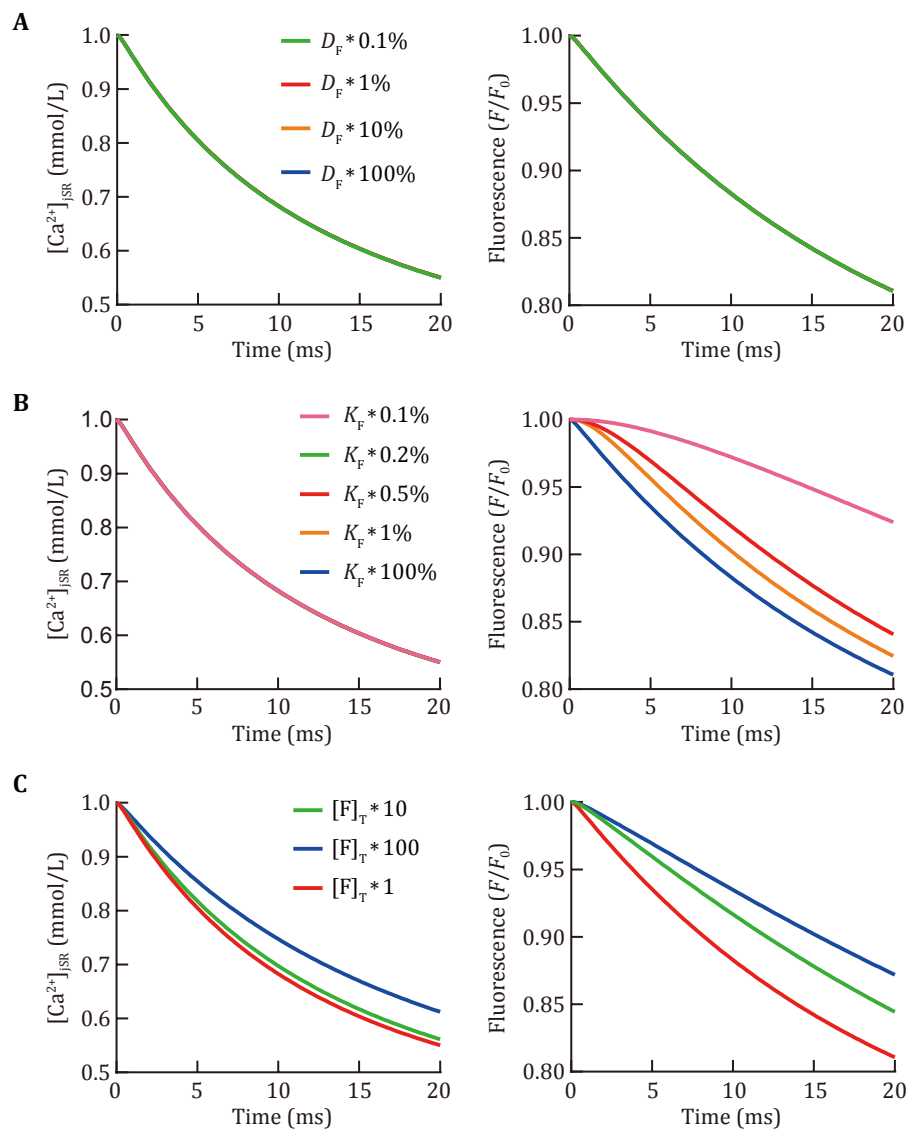 A
1.0
0.9
0.8
0.7
0.6
0.5
[Ca²⁺]jSR (mmol/L)
0 5 10 15 20
Time (ms)
DF * 0.1%
DF * 1%
DF * 10%
DF * 100%
1.00
0.95
0.90
0.85
0.80
Fluorescence (F/F₀)
0 5 10 15 20
Time (ms)
B
1.0
0.9
0.8
0.7
0.6
0.5
[Ca²⁺]jSR (mmol/L)
0 5 10 15 20
Time (ms)
KF * 0.1%
KF * 0.2%
KF * 0.5%
KF * 1%
KF * 100%
1.00
0.95
0.90
0.85
0.80
Fluorescence (F/F₀)
0 5 10 15 20
Time (ms)
C
1.0
0.9
0.8
0.7
0.6
0.5
[Ca²⁺]jSR (mmol/L)
0 5 10 15 20
Time (ms)
[F]T * 10
[F]T * 100
[F]T * 1
1.00
0.95
0.90
0.85
0.80
Fluorescence (F/F₀)
0 5 10 15 20
Time (ms)